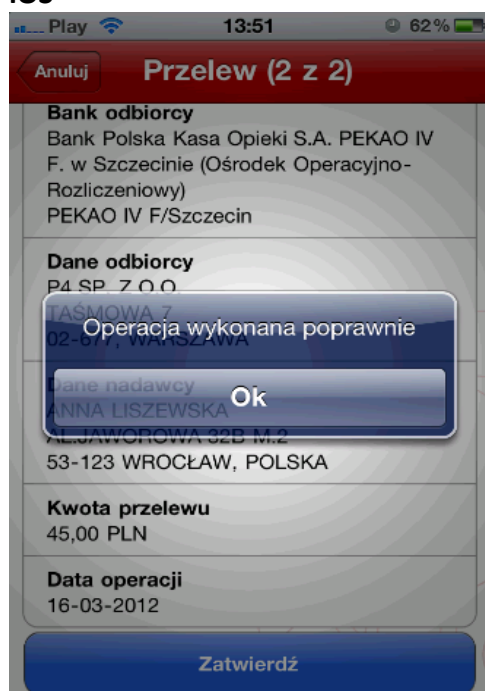 iOS
Play 13:51 62%
Anuluj Przelew (2 z 2)
Bank odbiorcy
Bank Polska Kasa Opieki S.A. PEKAO IV
F. w Szczecinie (Ośrodek Operacyjno-
Rozliczeniowy)
PEKAO IV F/Szczecin
Dane odbiorcy
P4 SP. Z O.O.
TAŚMOWA 7
02-677, WARSZAWA
Operacja wykonana poprawnie
Dane nadawcy
Ok
ANNA LISZEWSKA
AL.JAWOROWA 32B M.2
53-123 WROCŁAW, POLSKA
Kwota przelewu
45,00 PLN
Data operacji
16-03-2012
Zatwierdź